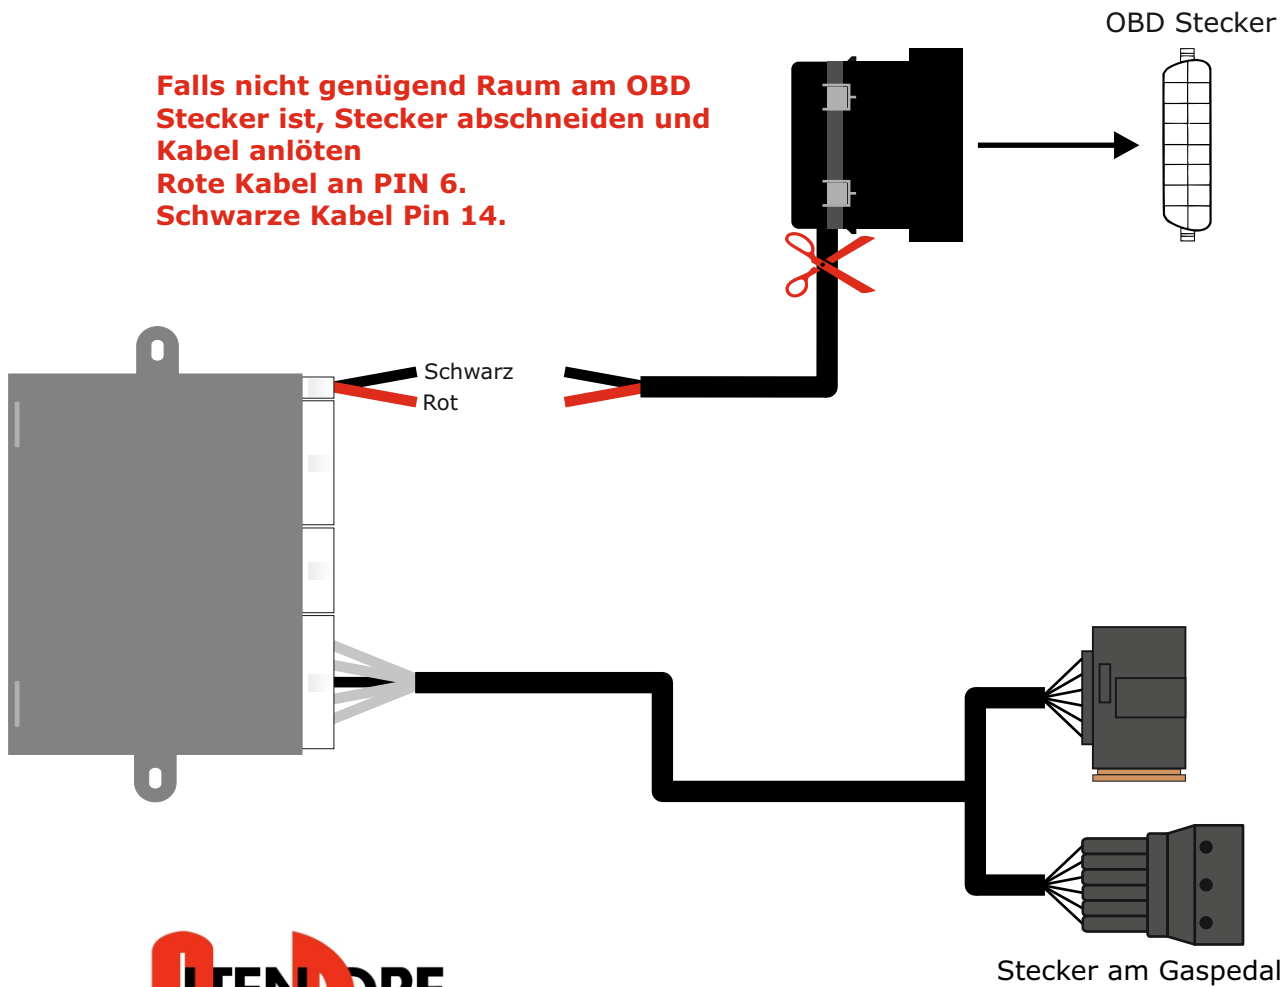 OBD Stecker
Falls nicht genügend Raum am OBD
Stecker ist, Stecker abschneiden und
Kabel anlöten
Rote Kabel an PIN 6.
Schwarze Kabel Pin 14.
Schwarz
Rot
Stecker am Gaspedal